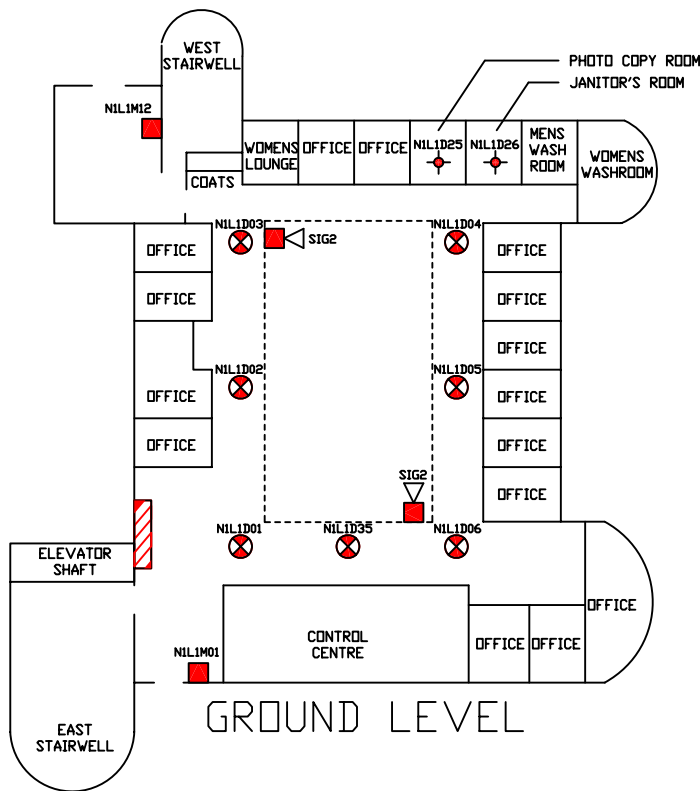 WEST
STAIRWELL
PHOTO COPY ROOM
JANITOR'S ROOM
N1L1M12
WOMENS
LOUNGE
OFFICE
OFFICE
N1L1D25
N1L1D26
MENS
WASH
ROOM
WOMENS
WASHROOM
COATS
N1L1D03
SIG2
N1L1D04
OFFICE
OFFICE
OFFICE
OFFICE
OFFICE
N1L1D02
N1L1D05
OFFICE
OFFICE
OFFICE
OFFICE
SIG2
OFFICE
N1L1D01
N1L1D35
N1L1D06
ELEVATOR
SHAFT
OFFICE
CONTROL
CENTRE
OFFICE
OFFICE
N1L1M01
GROUND LEVEL
EAST
STAIRWELL